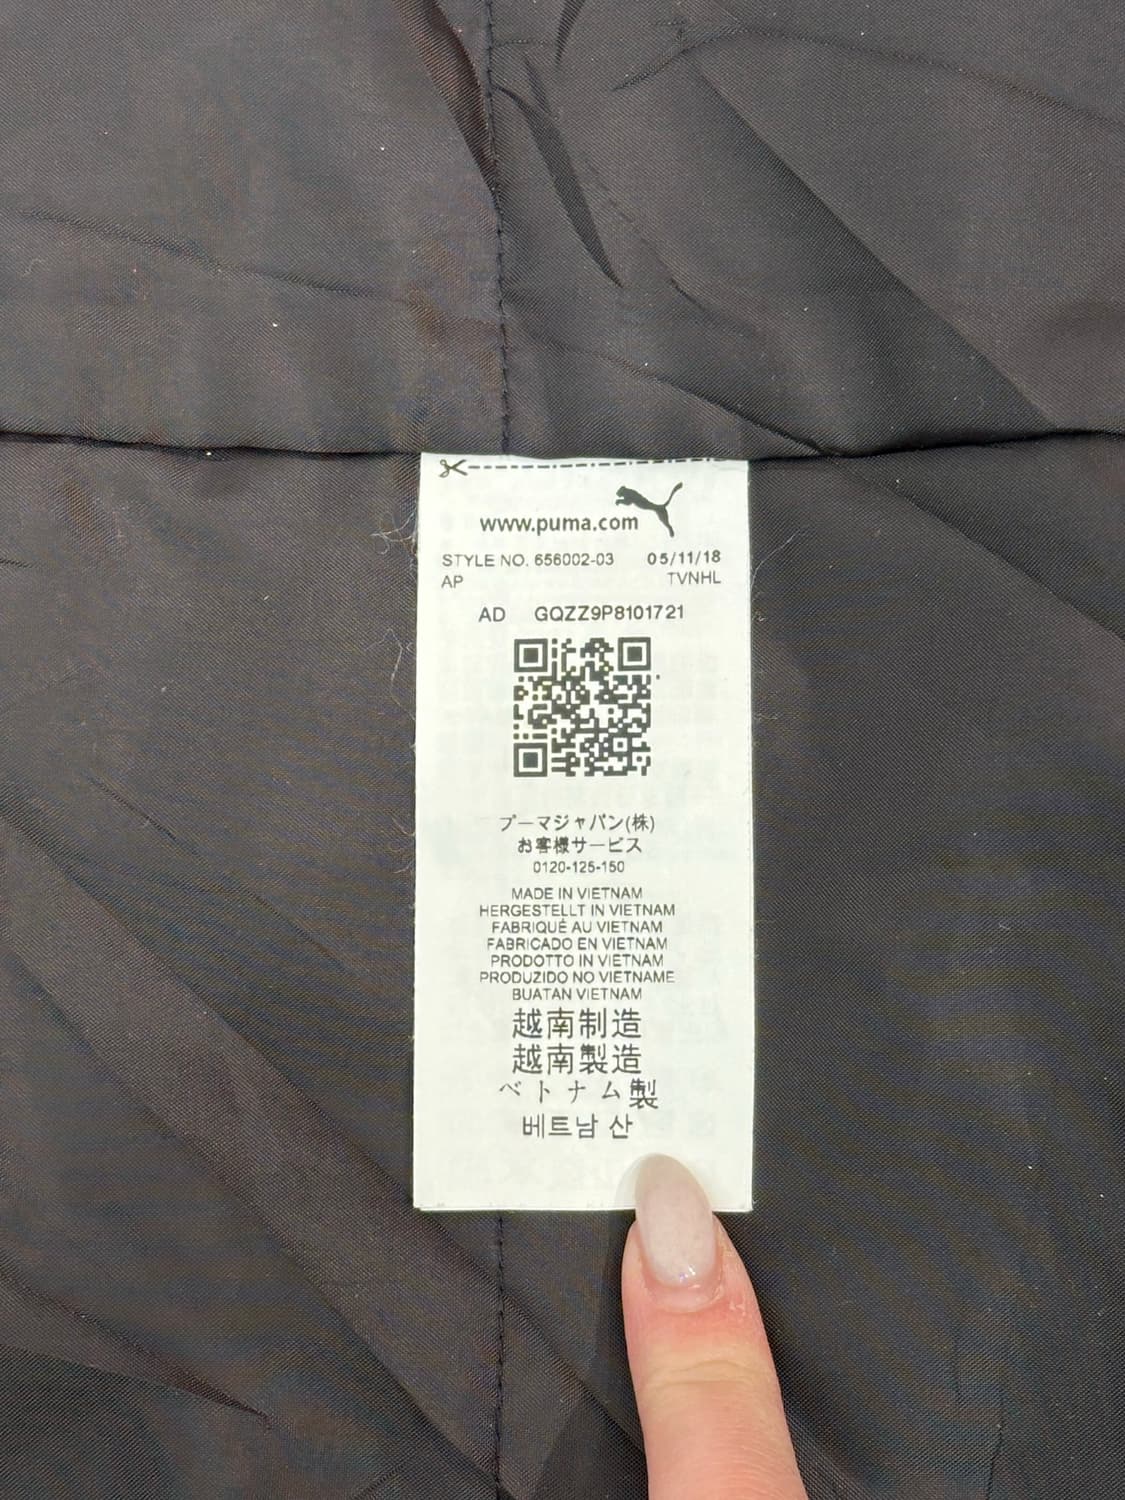 www.puma.com
STYLE NO. 656002-03 05/11/18
AP TVNHL
AD GQZZ9P8101721
プーマジャパン(株)
お客様サービス
0120-125-150
MADE IN VIETNAM
HERGESTELLT IN VIETNAM
FABRIQUÉ AU VIETNAM
FABRICADO EN VIETNAM
PRODOTTO IN VIETNAM
PRODUZIDO NO VIETNAME
BUATAN VIETNAM
越南制造
越南製造
ベトナム製
베트남 산